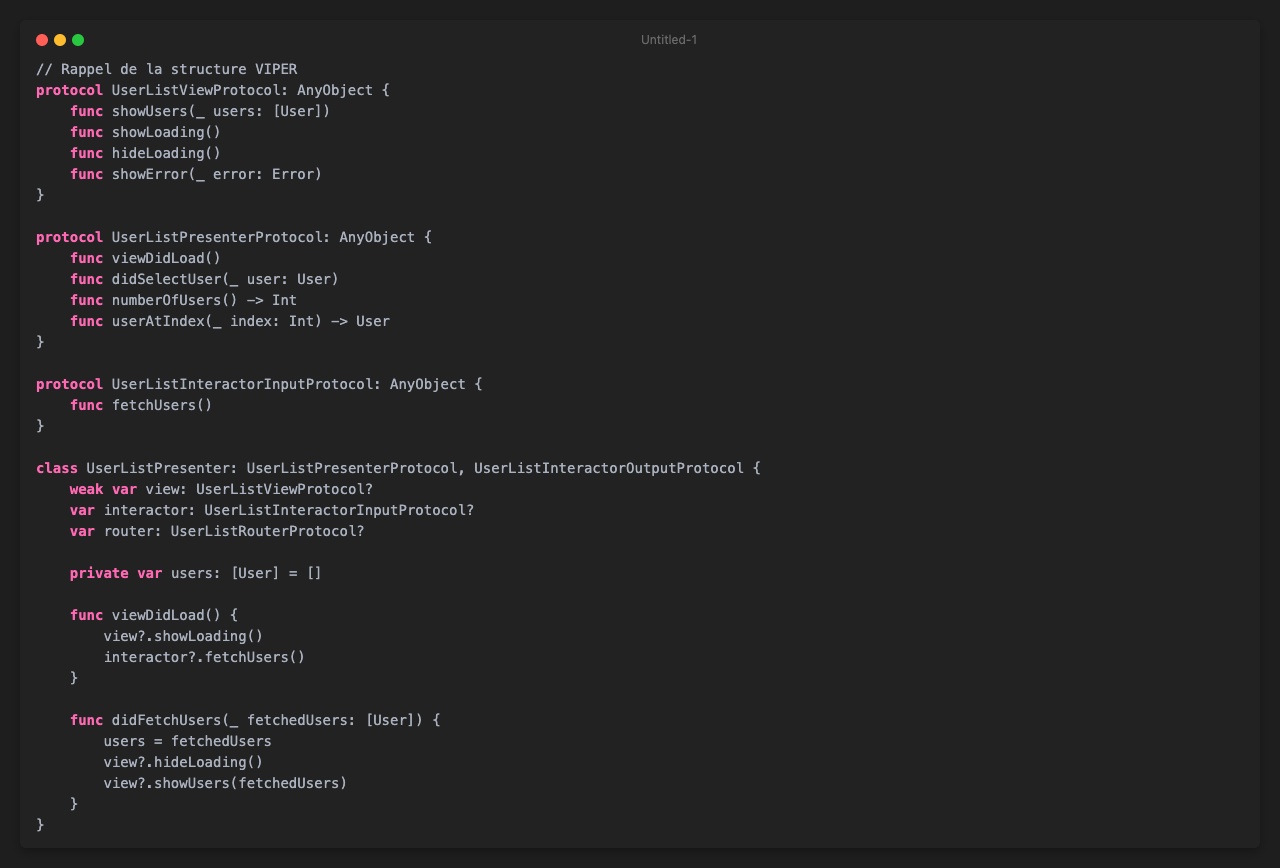 Untitled-1
// Rappel de la structure VIPER
protocol UserListViewProtocol: AnyObject {
    func showUsers(_ users: [User])
    func showLoading()
    func hideLoading()
    func showError(_ error: Error)
}

protocol UserListPresenterProtocol: AnyObject {
    func viewDidLoad()
    func didSelectUser(_ user: User)
    func numberOfUsers() -> Int
    func userAtIndex(_ index: Int) -> User
}

protocol UserListInteractorInputProtocol: AnyObject {
    func fetchUsers()
}

class UserListPresenter: UserListPresenterProtocol, UserListInteractorOutputProtocol {
    weak var view: UserListViewProtocol?
    var interactor: UserListInteractorInputProtocol?
    var router: UserListRouterProtocol?

    private var users: [User] = []

    func viewDidLoad() {
        view?.showLoading()
        interactor?.fetchUsers()
    }

    func didFetchUsers(_ fetchedUsers: [User]) {
        users = fetchedUsers
        view?.hideLoading()
        view?.showUsers(fetchedUsers)
    }
}